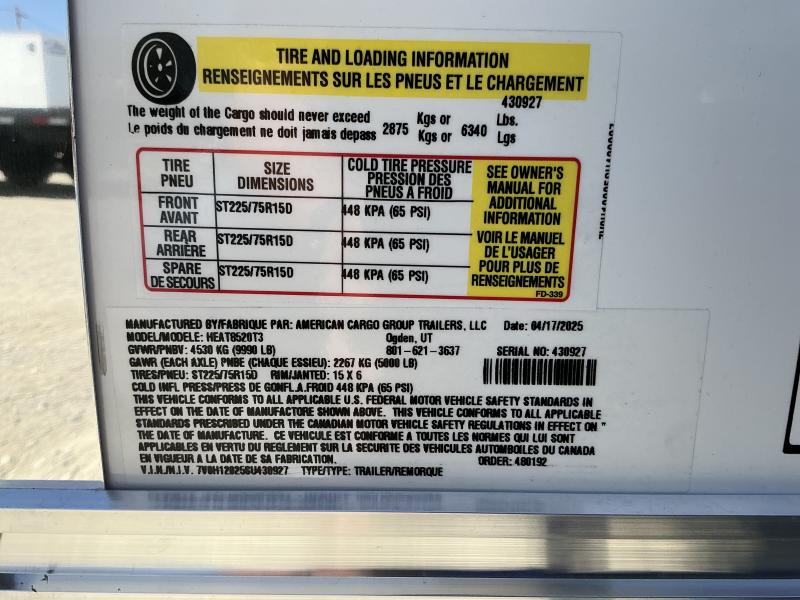 TIRE AND LOADING INFORMATION
RENSEIGNEMENTS SUR LES PNEUS ET LE CHARGEMENT
430927
The weight of the Cargo should never exceed 2875 Kgs or 6340 Lbs.
Le poids du chargement ne doit jamais depass Kgs or Lgs
TIRE PNEU
SIZE DIMENSIONS
COLD TIRE PRESSURE PRESSION DES PNEUS A FROID
FRONT AVANT
ST225/75R15D
448 KPA (65 PSI)
REAR ARRIÈRE
ST225/75R15D
448 KPA (65 PSI)
SPARE DE SECOURS
ST225/75R15D
448 KPA (65 PSI)
SEE OWNER'S
MANUAL FOR
ADDITIONAL
INFORMATION
VOIR LE MANUEL
DE L'USAGER
POUR PLUS DE
RENSEIGNEMENTS
FD-339
MANUFACTURED BY/FABRIQUE PAR: AMERICAN CARGO GROUP TRAILERS, LLC Date: 04/17/2025
MODEL/MODELE: HEAT8520T3 Ogden, UT
GVWR/PNBV: 4530 KG (9990 LB) 801-621-3637 SERIAL NO: 430927
GAWR (EACH AXLE) PNBE (CHAQUE ESSIEU): 2267 KG (5000 LB)
TIRES/PNEU: ST225/75R15D RIM/JANTED: 15 X 6
COLD INFL PRESS/PRESS DE GONFL.A.FROID 448 KPA (65 PSI)
THIS VEHICLE CONFORMS TO ALL APPLICABLE U.S. FEDERAL MOTOR VEHICLE SAFETY STANDARDS IN
EFFECT ON THE DATE OF MANUFACTURE SHOWN ABOVE. THIS VEHICLE CONFORMS TO ALL APPLICABLE
STANDARDS PRESCRIBED UNDER THE CANADIAN MOTOR VEHICLE SAFETY REGULATIONS IN EFFECT ON "
THE DATE OF MANUFACTURE. CE VEHICULE EST CONFORME A TOUTES LES NORMES QUI LUI SONT
APPLICABLES EN VERTU DU REGLEMENT SUR LA SECURITE DES VEHICULES AUTOMBOILES DU CANADA
EN VIGUEUR A LA DATE DE SA FABRICATION. ORDER: 480192
V.I.N./N.I.V. 7V0H12025SU430927 TYPE/TYPE: TRAILER/REMORQUE